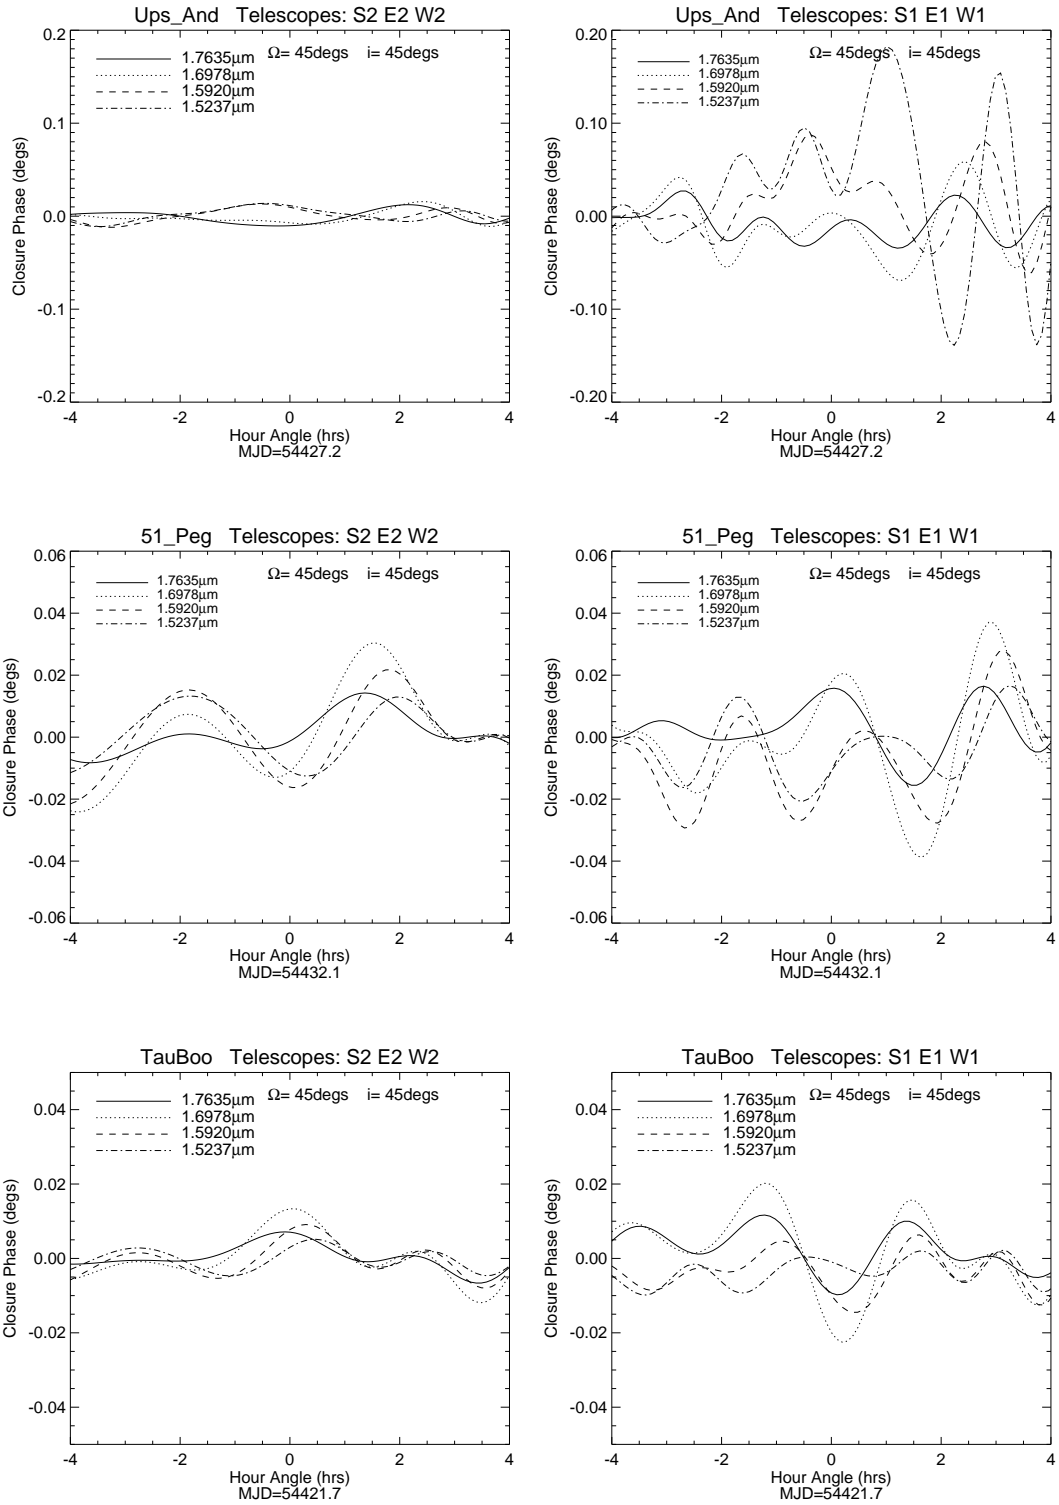 Ups_And Telescopes: S2 E2 W2
Ω= 45degs i= 45degs
1.7635μm
1.6978μm
1.5920μm
1.5237μm
0.2
0.1
0.0
-0.1
-0.2
Closure Phase (degs)
-4 -2 0 2 4
Hour Angle (hrs)
MJD=54427.2
Ups_And Telescopes: S1 E1 W1
Ω= 45degs i= 45degs
1.7635μm
1.6978μm
1.5920μm
1.5237μm
0.20
0.10
0.00
-0.10
-0.20
Closure Phase (degs)
-4 -2 0 2 4
Hour Angle (hrs)
MJD=54427.2
51_Peg Telescopes: S2 E2 W2
Ω= 45degs i= 45degs
1.7635μm
1.6978μm
1.5920μm
1.5237μm
0.06
0.04
0.02
0.00
-0.02
-0.04
-0.06
Closure Phase (degs)
-4 -2 0 2 4
Hour Angle (hrs)
MJD=54432.1
51_Peg Telescopes: S1 E1 W1
Ω= 45degs i= 45degs
1.7635μm
1.6978μm
1.5920μm
1.5237μm
0.06
0.04
0.02
0.00
-0.02
-0.04
-0.06
Closure Phase (degs)
-4 -2 0 2 4
Hour Angle (hrs)
MJD=54432.1
TauBoo Telescopes: S2 E2 W2
Ω= 45degs i= 45degs
1.7635μm
1.6978μm
1.5920μm
1.5237μm
0.04
0.02
0.00
-0.02
-0.04
Closure Phase (degs)
-4 -2 0 2 4
Hour Angle (hrs)
MJD=54421.7
TauBoo Telescopes: S1 E1 W1
Ω= 45degs i= 45degs
1.7635μm
1.6978μm
1.5920μm
1.5237μm
0.04
0.02
0.00
-0.02
-0.04
Closure Phase (degs)
-4 -2 0 2 4
Hour Angle (hrs)
MJD=54421.7